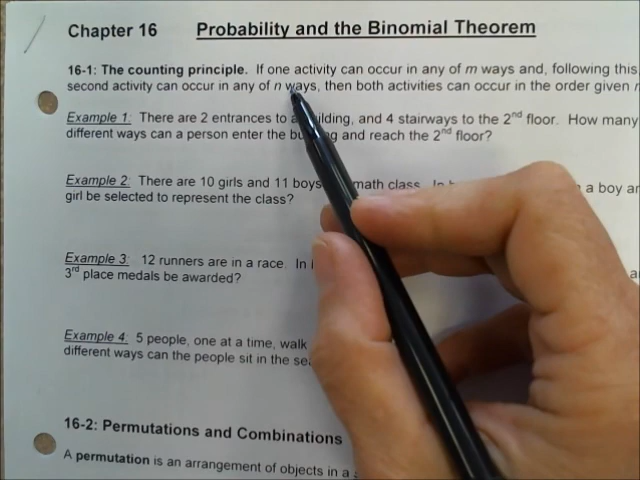 Chapter 16 Probability and the Binomial Theorem
16-1: The counting principle. If one activity can occur in any of m ways and, following this,
second activity can occur in any of n ways, then both activities can occur in the order given
Example 1: There are 2 entrances to a building, and 4 stairways to the 2nd floor. How many
different ways can a person enter the building and reach the 2nd floor?
Example 2: There are 10 girls and 11 boys math class. In a boy
girl be selected to represent the class?
Example 3: 12 runners are in a race. In
3rd place medals be awarded?
Example 4: 5 people, one at a time, walk
different ways can the people sit in the
16-2: Permutations and Combinations
A permutation is an arrangement of objects in a